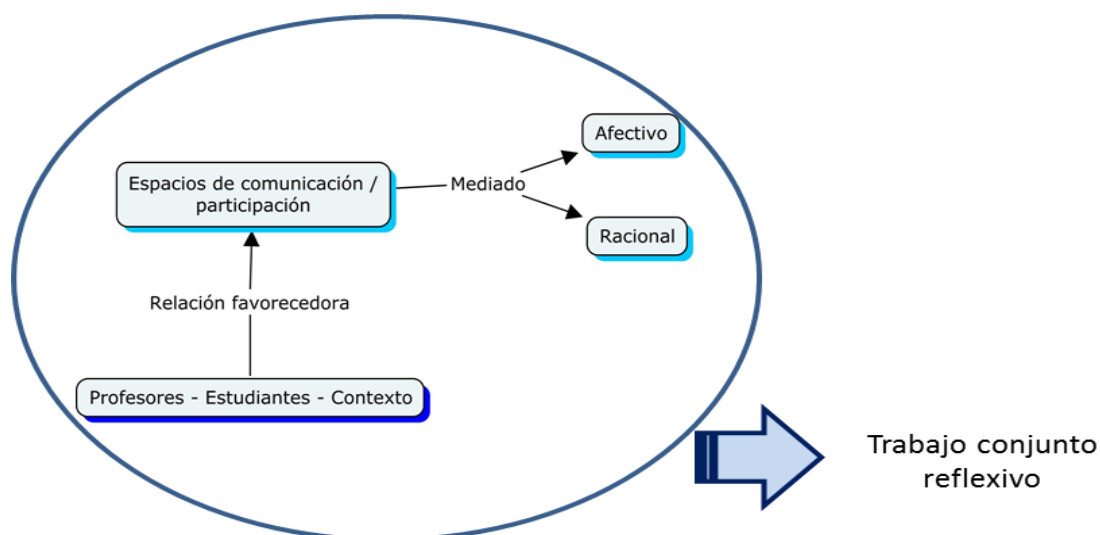 Afectivo
Espacios de comunicación /
participación
Mediado
Racional
Relación favorecedora
Profesores - Estudiantes - Contexto
Trabajo conjunto
reflexivo